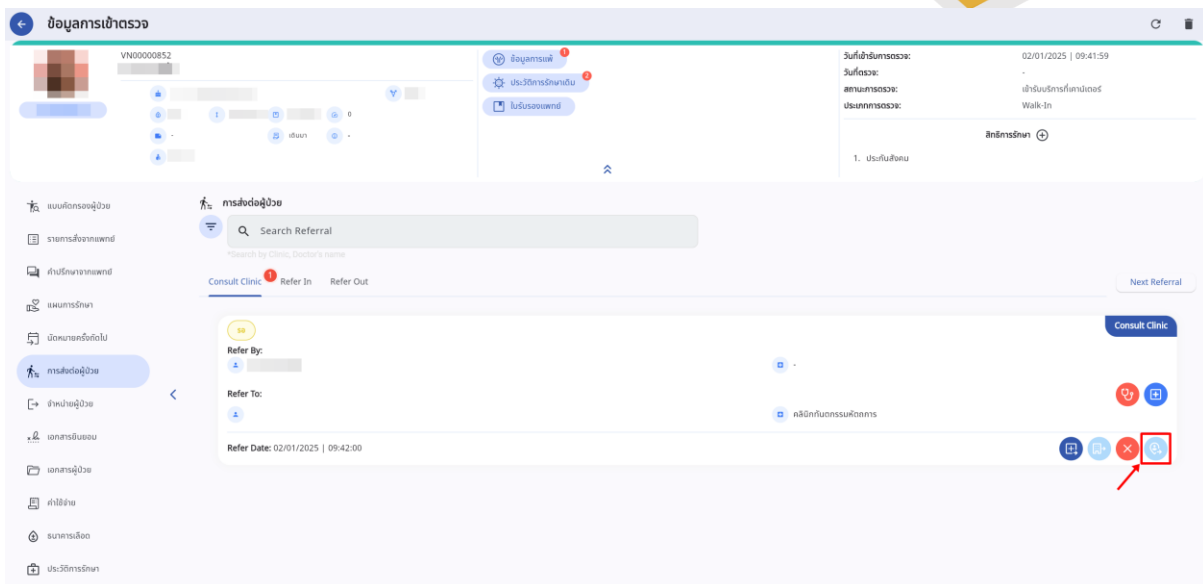 ข้อมูลการเข้าตรวจ
VN00000852
0
-
เดินมา
-
ข้อมูลการแพ้
1
ประวัติการรักษาเดิม
2
ใบรับรองแพทย์
วันที่เข้ารับการตรวจ: 02/01/2025 | 09:41:59
วันที่ตรวจ: -
สถานะการตรวจ: เข้ารับบริการที่เคาน์เตอร์
ประเภทการตรวจ: Walk-In
สิทธิการรักษา
1. ประกันสังคม
แบบคัดกรองผู้ป่วย
รายการสั่งจากแพทย์
คำปรึกษาจากแพทย์
แผนการรักษา
นัดหมายครั้งถัดไป
การส่งต่อผู้ป่วย
จำหน่ายผู้ป่วย
เอกสารยินยอม
เอกสารผู้ป่วย
ค่าใช้จ่าย
ธนาคารเลือด
ประวัติการรักษา
การส่งต่อผู้ป่วย
Search Referral
*Search by Clinic, Doctor's name
Consult Clinic 1 Refer In Refer Out
Next Referral
รอ
Consult Clinic
Refer By:
-
Refer To:
คลินิกทันตกรรมหัตถการ
Refer Date: 02/01/2025 | 09:42:00